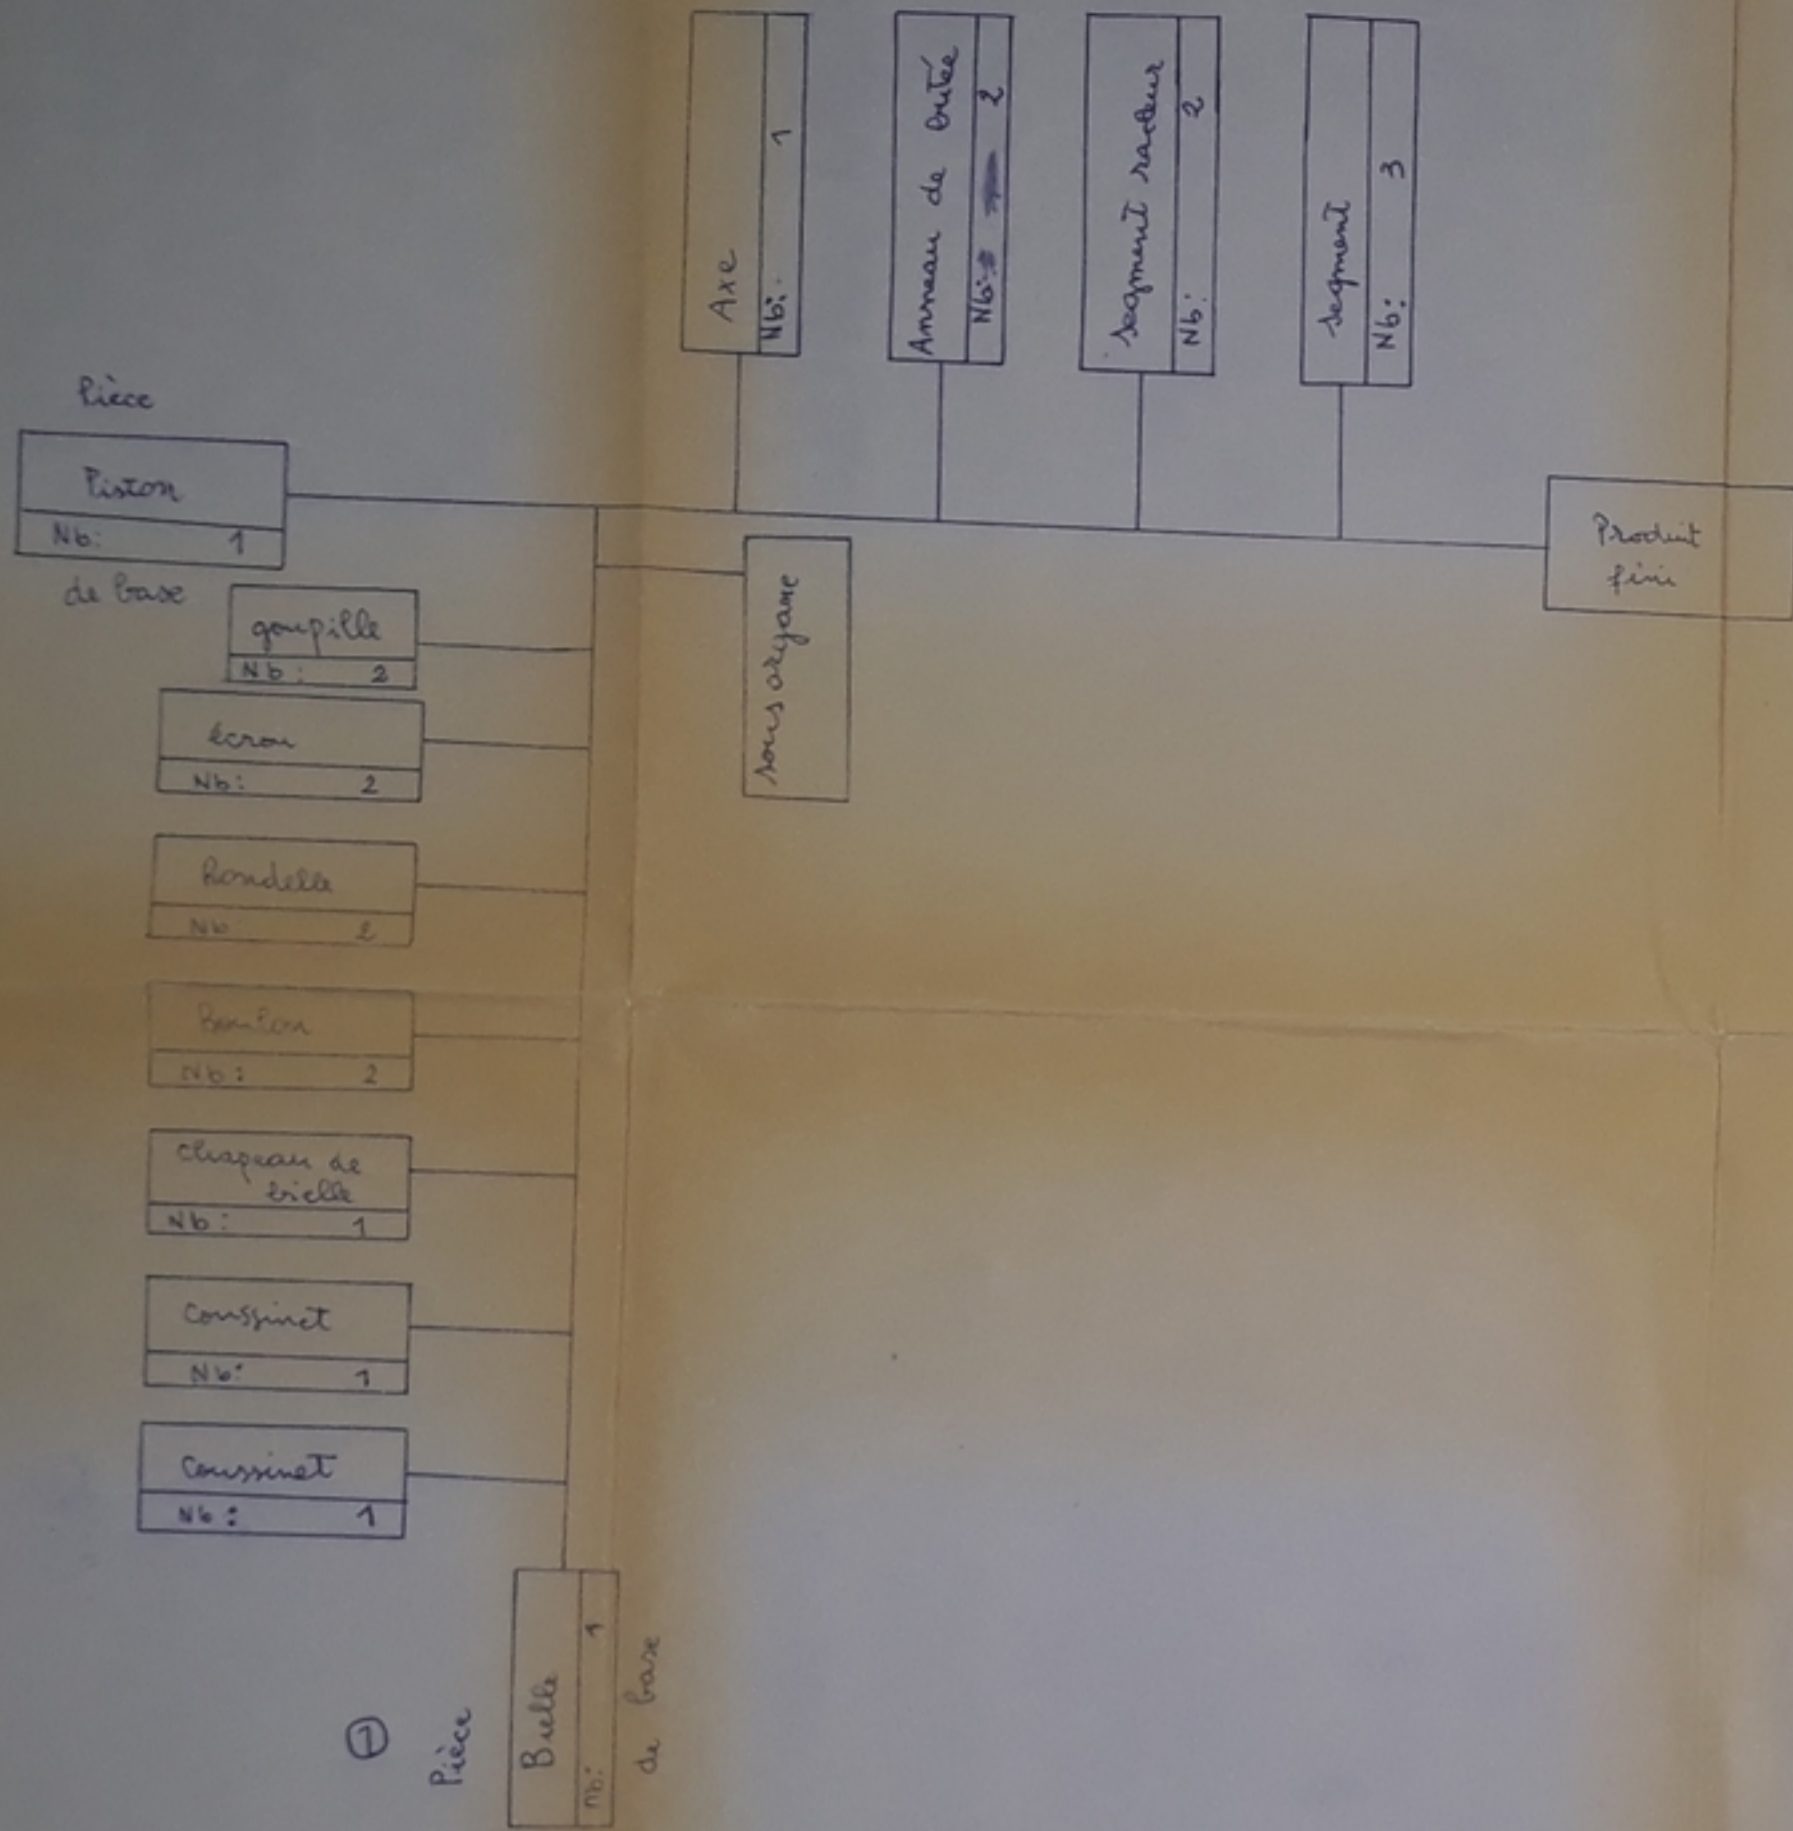 Pièce
Piston
Nb: 1
de base
goupille
Nb: 2
écrou
Nb: 2
Rondelle
Nb 2
Boulon
Nb: 2
chapeau de
bielle
Nb: 1
coussinet
Nb: 1
coussinet
Nb: 1
1
Pièce
Bielle
nb: 1
de base
Axe
Nb: 1
Anneau de butée
Nb: 2
segment racleur
Nb: 2
segment
Nb: 3
sous organe
Produit
fini